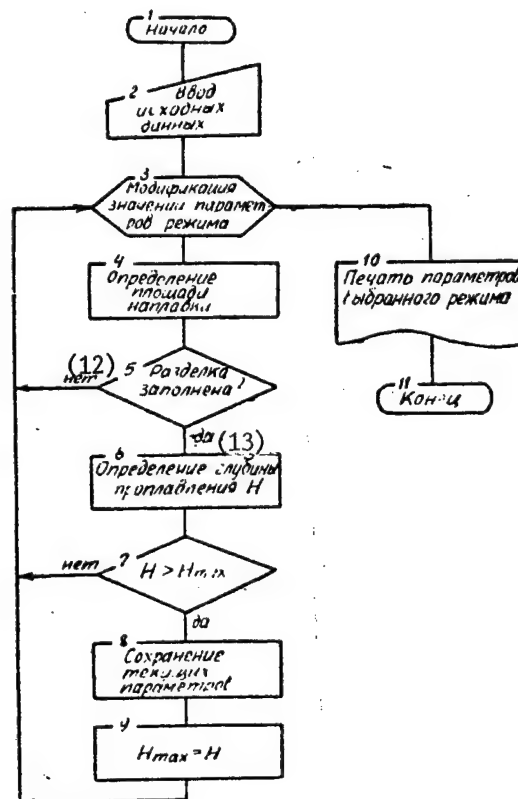 1
Начало
2 Ввод
исходных
данных
3
Модификация
значений парамет-
ров режима
4
Определение
площади
наплавки
(12)
нет
5 Разделка
заполнена?
да (13)
6
Определение глубины
проплавления H
нет
7
H > Hmax
да
8
Сохранение
текущих
параметров
9
Hmax = H
10
Печать параметров
выбранного режима
11
Конец